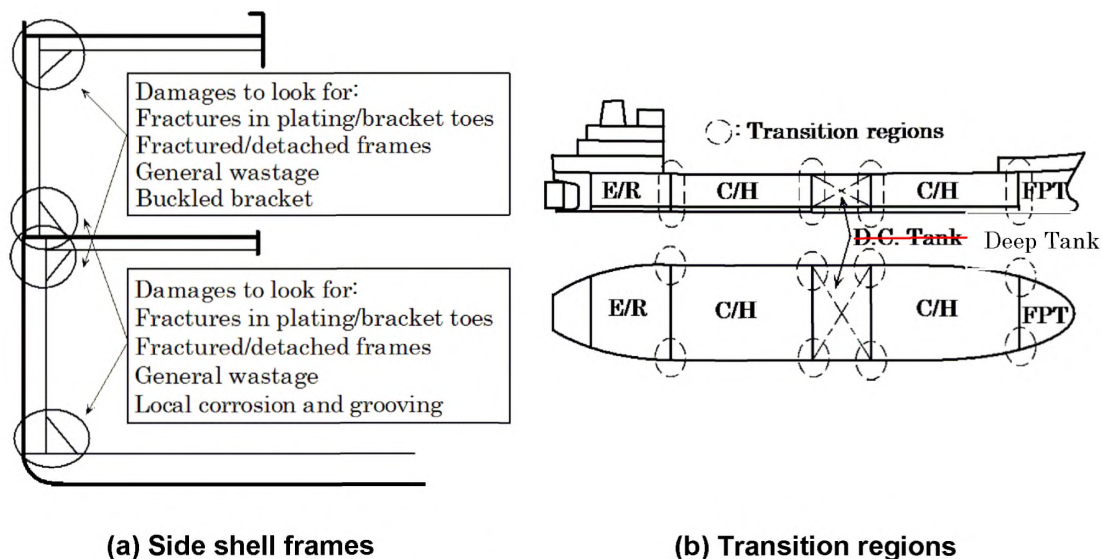 Damages to look for:
Fractures in plating/bracket toes
Fractured/detached frames
General wastage
Buckled bracket
Damages to look for:
Fractures in plating/bracket toes
Fractured/detached frames
General wastage
Local corrosion and grooving
(a) Side shell frames
: Transition regions
E/R C/H C/H FPT
D.C. Tank Deep Tank
E/R C/H C/H FPT
(b) Transition regions